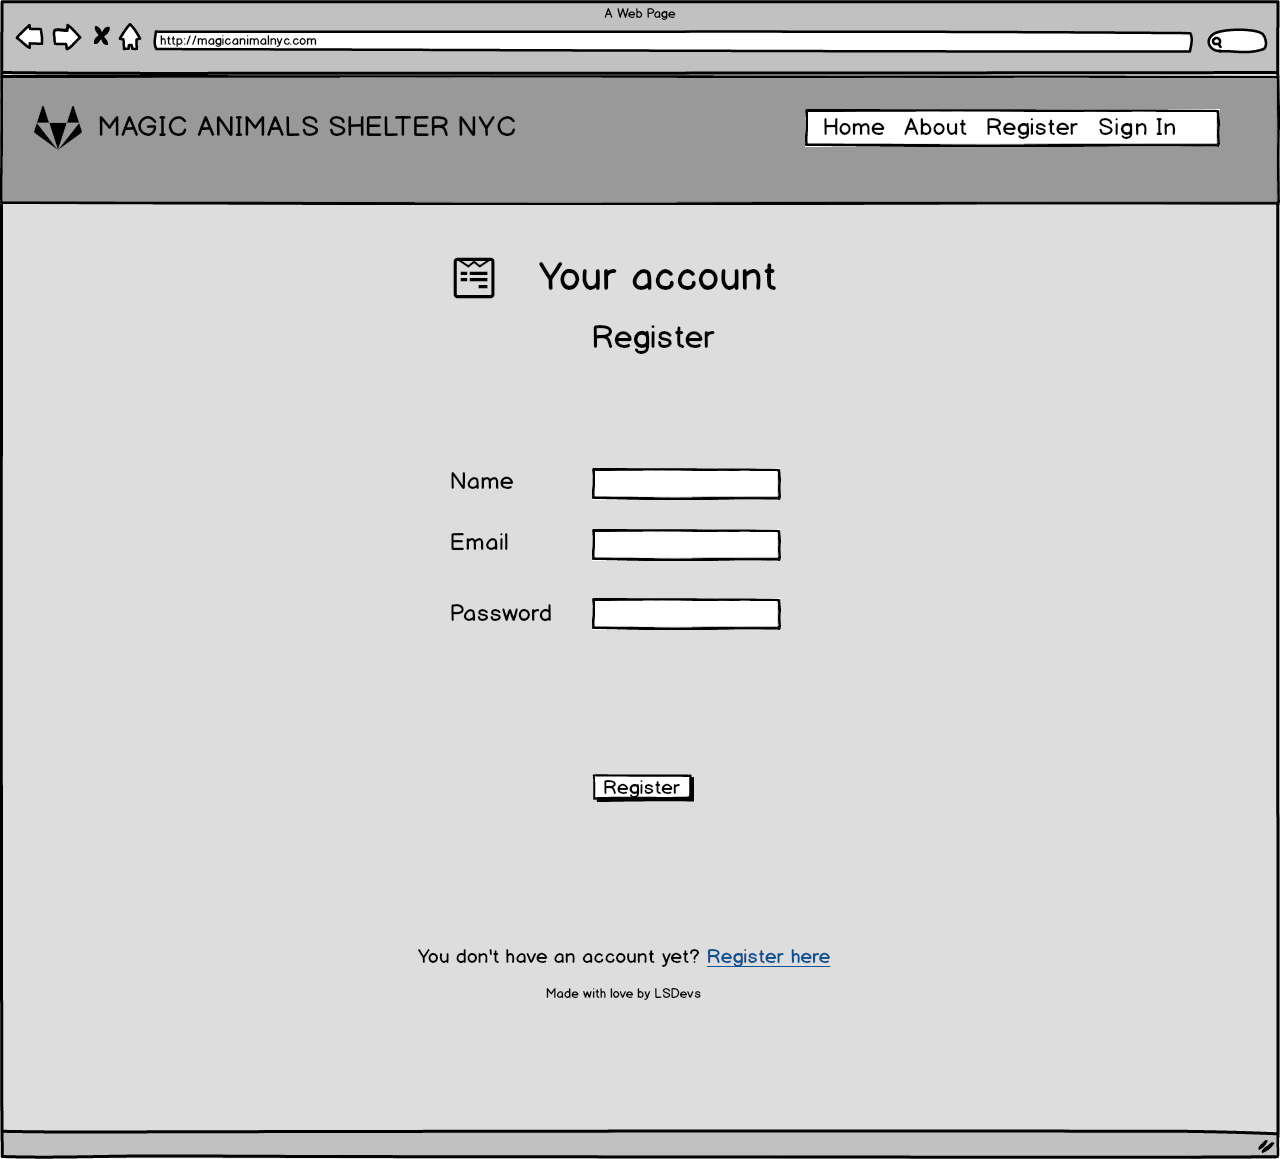 A Web Page
http://magicanimalnyc.com
MAGIC ANIMALS SHELTER NYC
Home About Register Sign In
Your account
Register
Name
Email
Password
Register
You don't have an account yet? Register here
Made with love by LSDevs